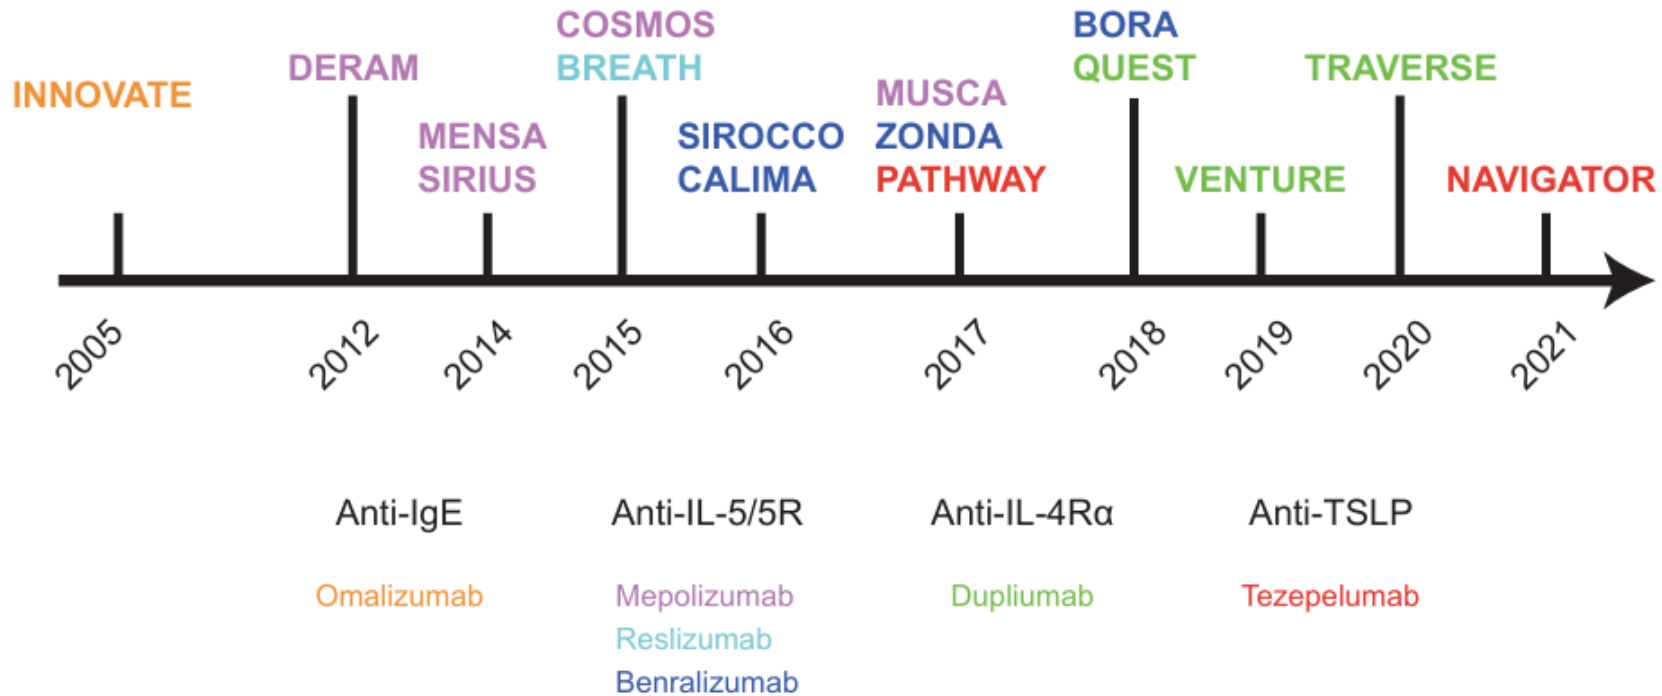 INNOVATE
DERAM
MENSA
SIRIUS
COSMOS
BREATH
SIROCCO
CALIMA
MUSCA
ZONDA
PATHWAY
BORA
QUEST
VENTURE
TRAVERSE
NAVIGATOR
2005
2012
2014
2015
2016
2017
2018
2019
2020
2021
Anti-IgE
Omalizumab
Anti-IL-5/5R
Mepolizumab
Reslizumab
Benralizumab
Anti-IL-4Rα
Dupliumab
Anti-TSLP
Tezepelumab